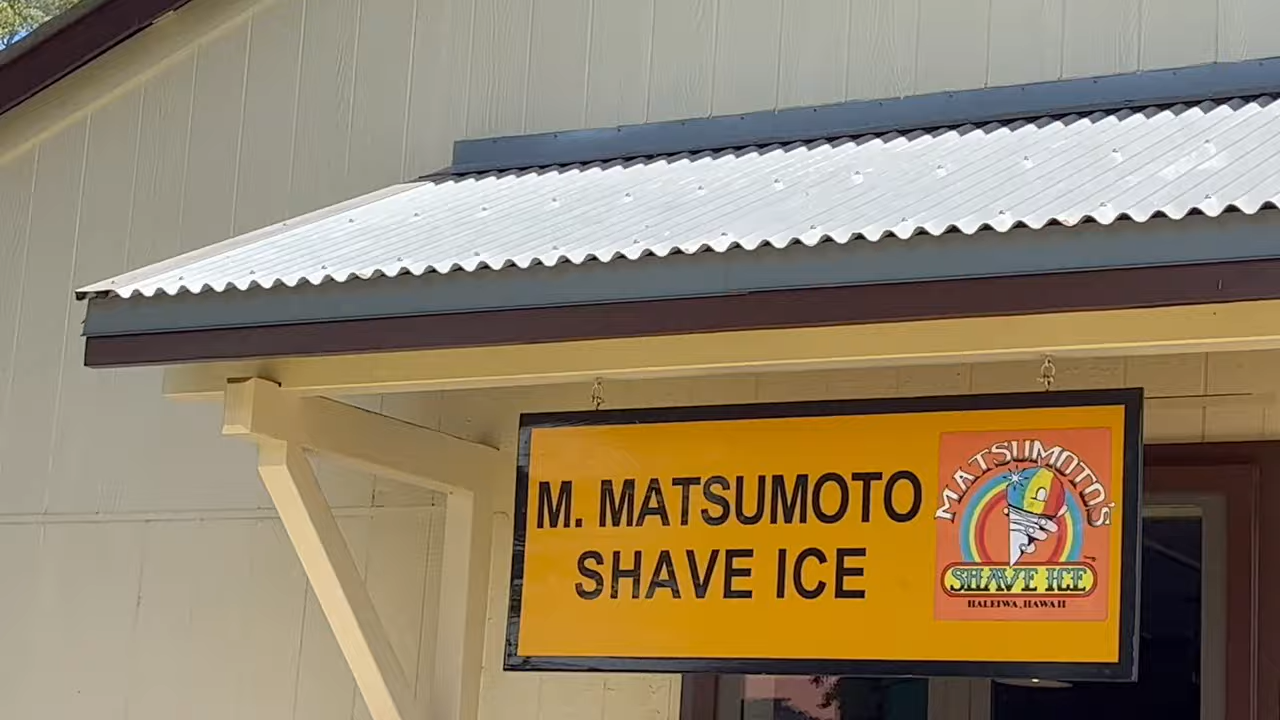 M. MATSUMOTO
SHAVE ICE
MATSUMOTO'S
SHAVE ICE
HALEIWA, HAWAII